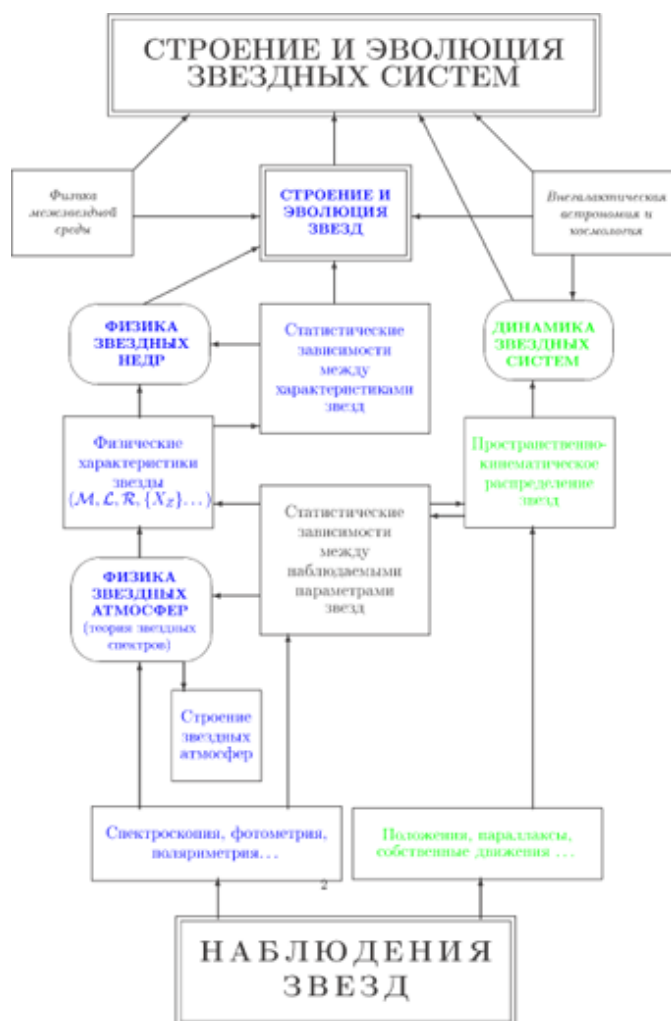 СТРОЕНИЕ И ЭВОЛЮЦИЯ
ЗВЕЗДНЫХ СИСТЕМ
Физика
межзвездной
среды
СТРОЕНИЕ И
ЭВОЛЮЦИЯ
ЗВЕЗД
Внегалактическая
астрономия и
космология
ФИЗИКА
ЗВЕЗДНЫХ
НЕДР
Статистические
зависимости
между
характеристиками
звезд
ДИНАМИКА
ЗВЕЗДНЫХ
СИСТЕМ
Физические
характеристики
звезды
(M, L, R, {X_Z}...)
Пространственно-
кинематическое
распределение
звезд
Статистические
зависимости
между
наблюдаемыми
параметрами
звезд
ФИЗИКА
ЗВЕЗДНЫХ
АТМОСФЕР
(теория звездных
спектров)
Строение
звездных
атмосфер
Спектроскопия, фотометрия,
поляриметрия...
Положения, параллаксы,
собственные движения ...
2
НАБЛЮДЕНИЯ
ЗВЕЗД